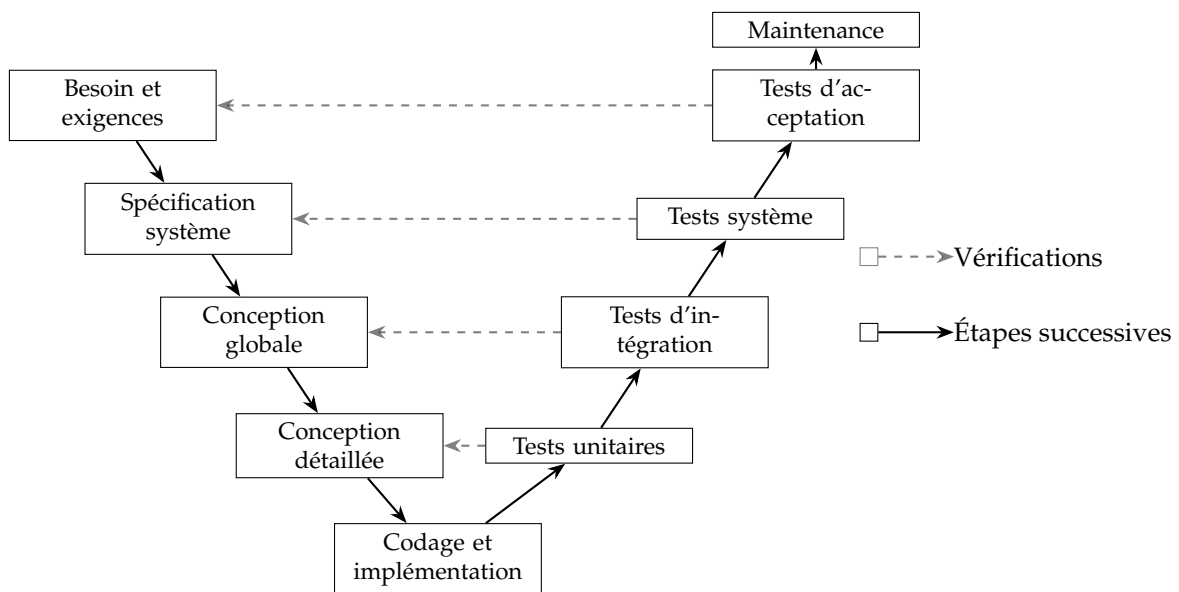 Maintenance
Besoin et
exigences
Tests d'ac-
ceptation
Spécification
système
Tests système
Vérifications
Conception
globale
Tests d'in-
tégration
Étapes successives
Conception
détaillée
Tests unitaires
Codage et
implémentation